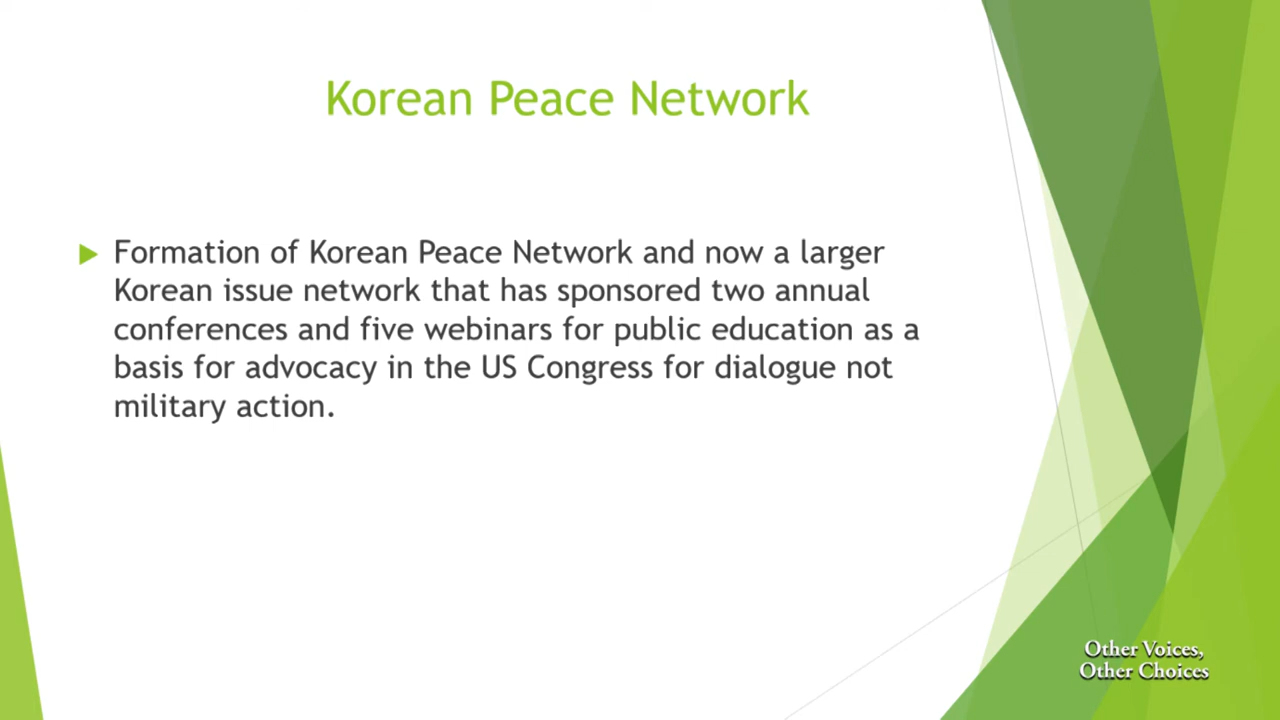 Korean Peace Network
Formation of Korean Peace Network and now a larger
Korean issue network that has sponsored two annual
conferences and five webinars for public education as a
basis for advocacy in the US Congress for dialogue not
military action.
Other Voices,
Other Choices